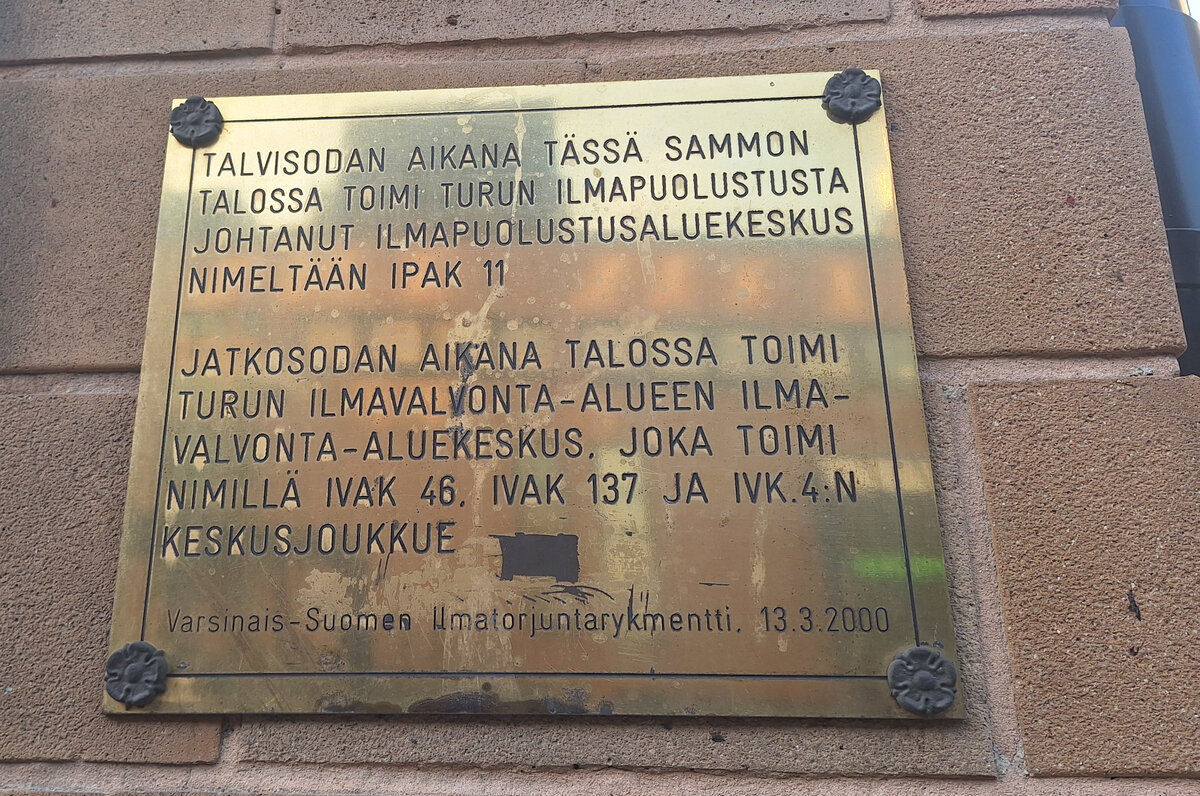 TALVISODAN AIKANA TÄSSÄ SAMMON
TALOSSA TOIMI TURUN ILMAPUOLUSTUSTA
JOHTANUT ILMAPUOLUSTUSALUEKESKUS
NIMELTÄÄN IPAK 11
JATKOSODAN AIKANA TALOSSA TOIMI
TURUN ILMAVALVONTA-ALUEEN ILMA-
VALVONTA-ALUEKESKUS, JOKA TOIMI
NIMILLÄ IVAK 46, IVAK 137 JA IVK.4:N
KESKUSJOUKKUE
Varsinais-Suomen Ilmatorjuntarykmentti, 13.3.2000